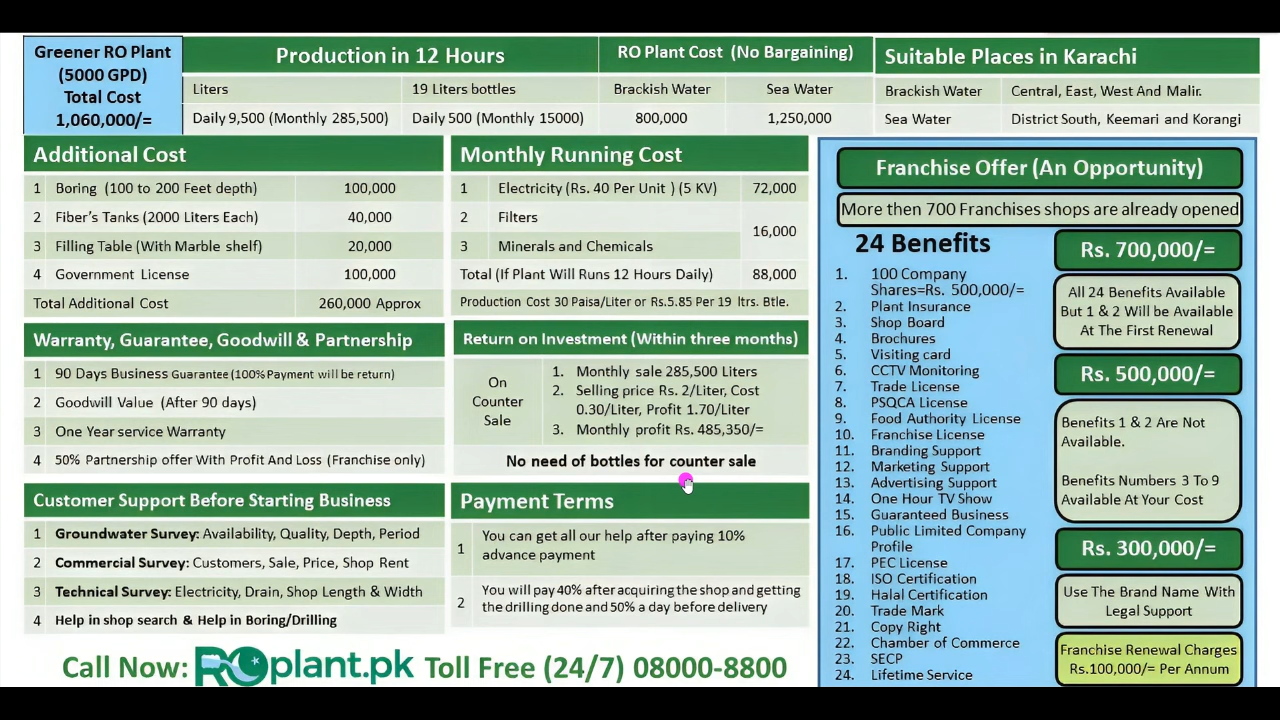 Greener RO Plant
(5000 GPD)
Total Cost
1,060,000/=
Production in 12 Hours
Liters
19 Liters bottles
Daily 9,500 (Monthly 285,500)
Daily 500 (Monthly 15000)
RO Plant Cost (No Bargaining)
Brackish Water
Sea Water
800,000
1,250,000
Suitable Places in Karachi
Brackish Water
Central, East, West And Malir.
Sea Water
District South, Keemari and Korangi
Additional Cost
1 Boring (100 to 200 Feet depth) 100,000
2 Fiber's Tanks (2000 Liters Each) 40,000
3 Filling Table (With Marble shelf) 20,000
4 Government License 100,000
Total Additional Cost 260,000 Approx
Monthly Running Cost
1 Electricity (Rs. 40 Per Unit ) (5 KV) 72,000
2 Filters
16,000
3 Minerals and Chemicals
Total (If Plant Will Runs 12 Hours Daily) 88,000
Production Cost 30 Paisa/Liter or Rs.5.85 Per 19 ltrs. Btle.
Warranty, Guarantee, Goodwill & Partnership
1 90 Days Business Guarantee (100% Payment will be return)
2 Goodwill Value (After 90 days)
3 One Year service Warranty
4 50% Partnership offer With Profit And Loss (Franchise only)
Return on Investment (Within three months)
On
Counter
Sale
1. Monthly sale 285,500 Liters
2. Selling price Rs. 2/Liter, Cost
0.30/Liter, Profit 1.70/Liter
3. Monthly profit Rs. 485,350/=
No need of bottles for counter sale
Customer Support Before Starting Business
1 Groundwater Survey: Availability, Quality, Depth, Period
2 Commercial Survey: Customers, Sale, Price, Shop Rent
3 Technical Survey: Electricity, Drain, Shop Length & Width
4 Help in shop search & Help in Boring/Drilling
Payment Terms
1 You can get all our help after paying 10%
advance payment
2 You will pay 40% after acquiring the shop and getting
the drilling done and 50% a day before delivery
Franchise Offer (An Opportunity)
More then 700 Franchises shops are already opened
24 Benefits
1. 100 Company
Shares=Rs. 500,000/=
2. Plant Insurance
3. Shop Board
4. Brochures
5. Visiting card
6. CCTV Monitoring
7. Trade License
8. PSQCA License
9. Food Authority License
10. Franchise License
11. Branding Support
12. Marketing Support
13. Advertising Support
14. One Hour TV Show
15. Guaranteed Business
16. Public Limited Company
Profile
17. PEC License
18. ISO Certification
19. Halal Certification
20. Trade Mark
21. Copy Right
22. Chamber of Commerce
23. SECP
24. Lifetime Service
Rs. 700,000/=
All 24 Benefits Available
But 1 & 2 Will be Available
At The First Renewal
Rs. 500,000/=
Benefits 1 & 2 Are Not
Available.
Benefits Numbers 3 To 9
Available At Your Cost
Rs. 300,000/=
Use The Brand Name With
Legal Support
Franchise Renewal Charges
Rs.100,000/= Per Annum
Call Now: ROplant.pk Toll Free (24/7) 08000-8800